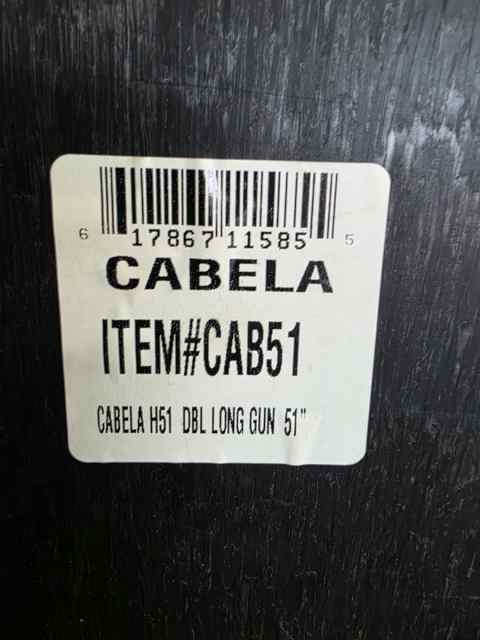 6 17867 11585 5
CABELA
ITEM#CAB51
CABELA H51 DBL LONG GUN 51"